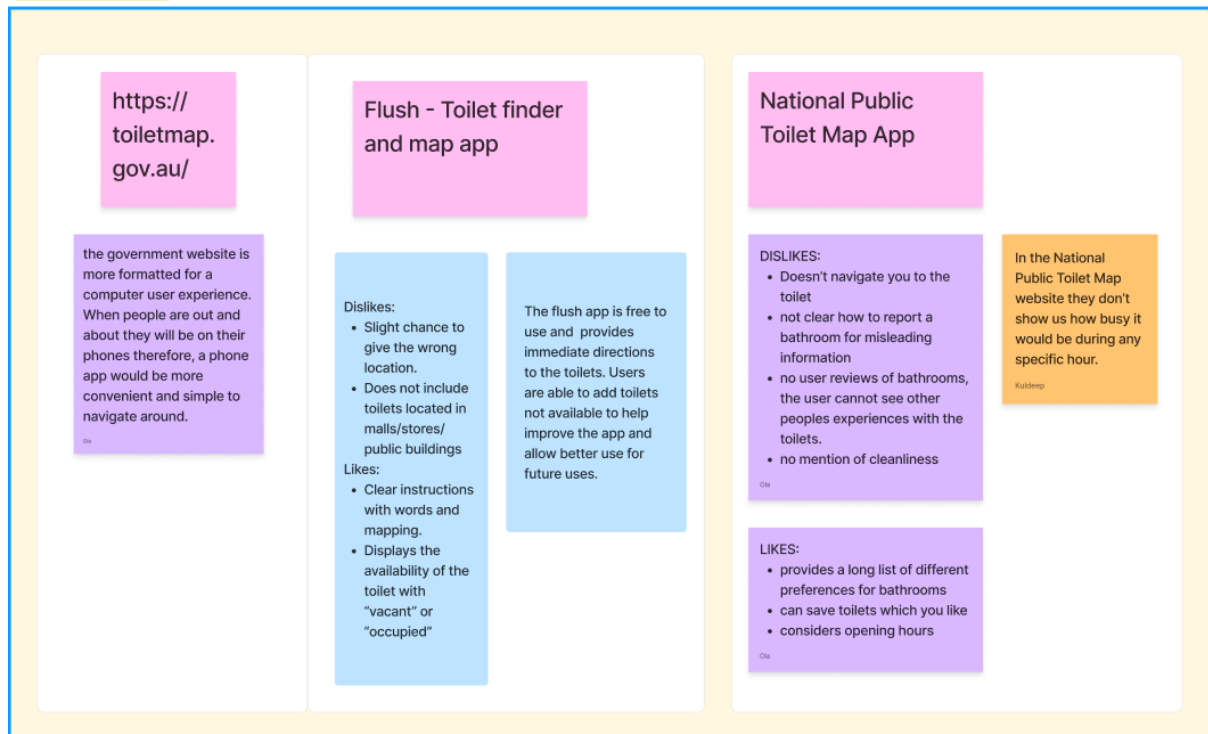 https://
toiletmap.
gov.au/
the government website is
more formatted for a
computer user experience.
When people are out and
about they will be on their
phones therefore, a phone
app would be more
convenient and simple to
navigate around.
Ola
Flush - Toilet finder
and map app
Dislikes:
• Slight chance to
give the wrong
location.
• Does not include
toilets located in
malls/stores/
public buildings
Likes:
• Clear instructions
with words and
mapping.
• Displays the
availability of the
toilet with
“vacant” or
“occupied”
The flush app is free to
use and  provides
immediate directions
to the toilets. Users
are able to add toilets
not available to help
improve the app and
allow better use for
future uses.
National Public
Toilet Map App
DISLIKES:
• Doesn’t navigate you to the
toilet
• not clear how to report a
bathroom for misleading
information
• no user reviews of bathrooms,
the user cannot see other
peoples experiences with the
toilets.
• no mention of cleanliness
Ola
LIKES:
• provides a long list of different
preferences for bathrooms
• can save toilets which you like
• considers opening hours
Ola
In the National
Public Toilet Map
website they don’t
show us how busy it
would be during any
specific hour.
Kuldeep